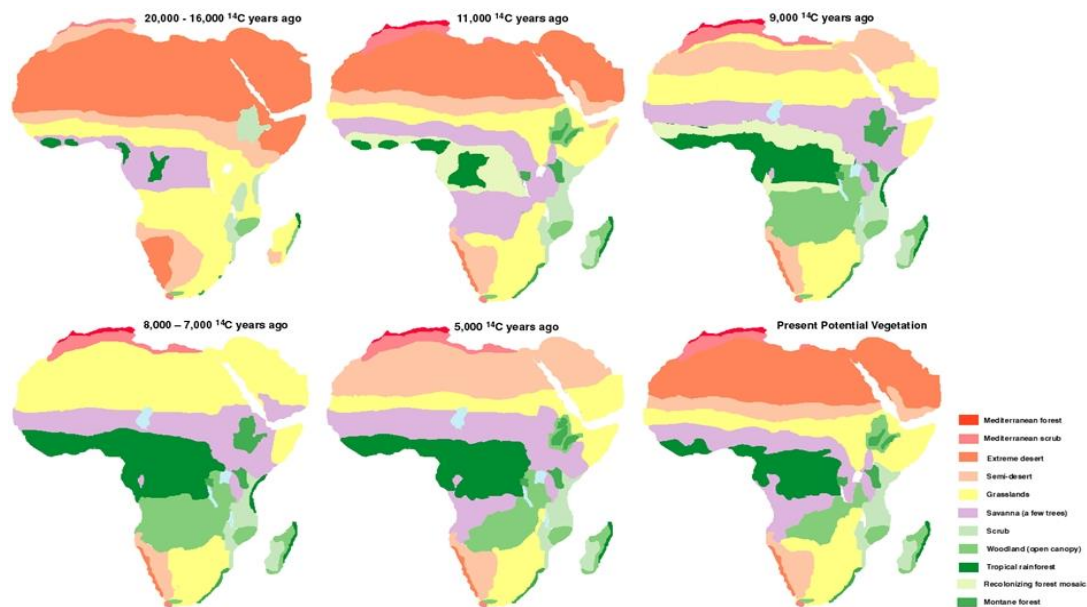 20,000 - 16,000 ¹⁴C years ago
11,000 ¹⁴C years ago
9,000 ¹⁴C years ago
8,000 – 7,000 ¹⁴C years ago
5,000 ¹⁴C years ago
Present Potential Vegetation
Mediterranean forest
Mediterranean scrub
Extreme desert
Semi-desert
Grasslands
Savanna (a few trees)
Scrub
Woodland (open canopy)
Tropical rainforest
Recolonizing forest mosaic
Montane forest